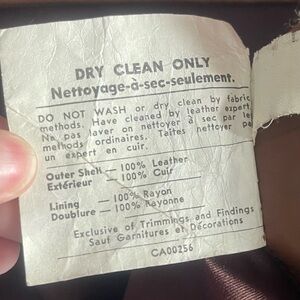 DRY CLEAN ONLY
Nettoyage-à-sec-seulement.
DO NOT WASH or dry clean by fabric
methods. Have cleaned by leather expert.
Ne pas laver on nettoyer à sec par les
methods ordinaires. Taites nettoyer pa
un expert en cuir.
Outer Shell — 100% Leather
Extérieur — 100% Cuir
Lining — 100% Rayon
Doublure — 100% Rayonne
Exclusive of Trimmings and Findings
Sauf Garnitures et Décorations
CA00256